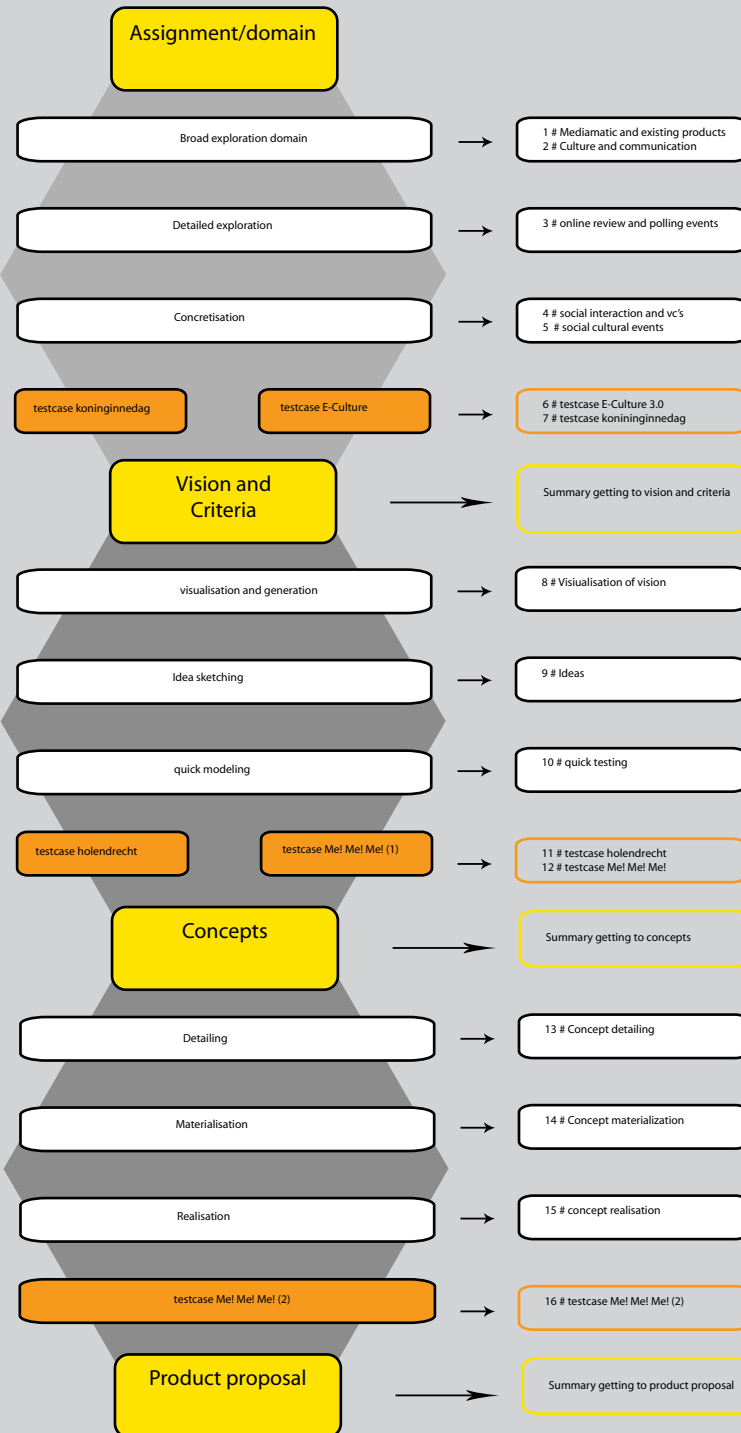 Assignment/domain
Broad exploration domain
1 # Mediamatic and existing products
2 # Culture and communication
Detailed exploration
3 # online review and polling events
Concretisation
4 # social interaction and vc's
5 # social cultural events
testcase koninginnedag
testcase E-Culture
6 # testcase E-Culture 3.0
7 # testcase konininginnedag
Vision and
Criteria
Summary getting to vision and criteria
visualisation and generation
8 # Visiualisation of vision
Idea sketching
9 # Ideas
quick modeling
10 # quick testing
testcase holendrecht
testcase Me! Me! Me! (1)
11 # testcase holendrecht
12 # testcase Me! Me! Me!
Concepts
Summary getting to concepts
Detailing
13 # Concept detailing
Materialisation
14 # Concept materialization
Realisation
15 # concept realisation
testcase Me! Me! Me! (2)
16 # testcase Me! Me! Me! (2)
Product proposal
Summary getting to product proposal